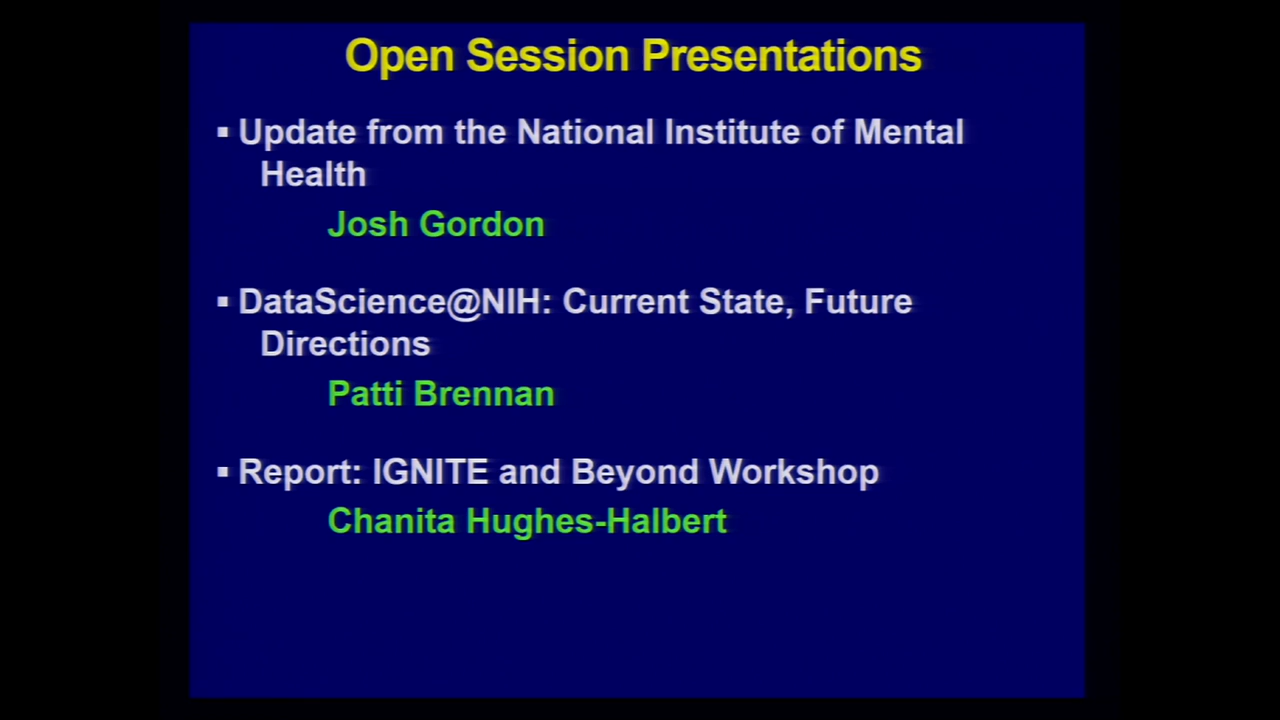 Open Session Presentations
▪ Update from the National Institute of Mental
Health
Josh Gordon
▪ DataScience@NIH: Current State, Future
Directions
Patti Brennan
▪ Report: IGNITE and Beyond Workshop
Chanita Hughes-Halbert